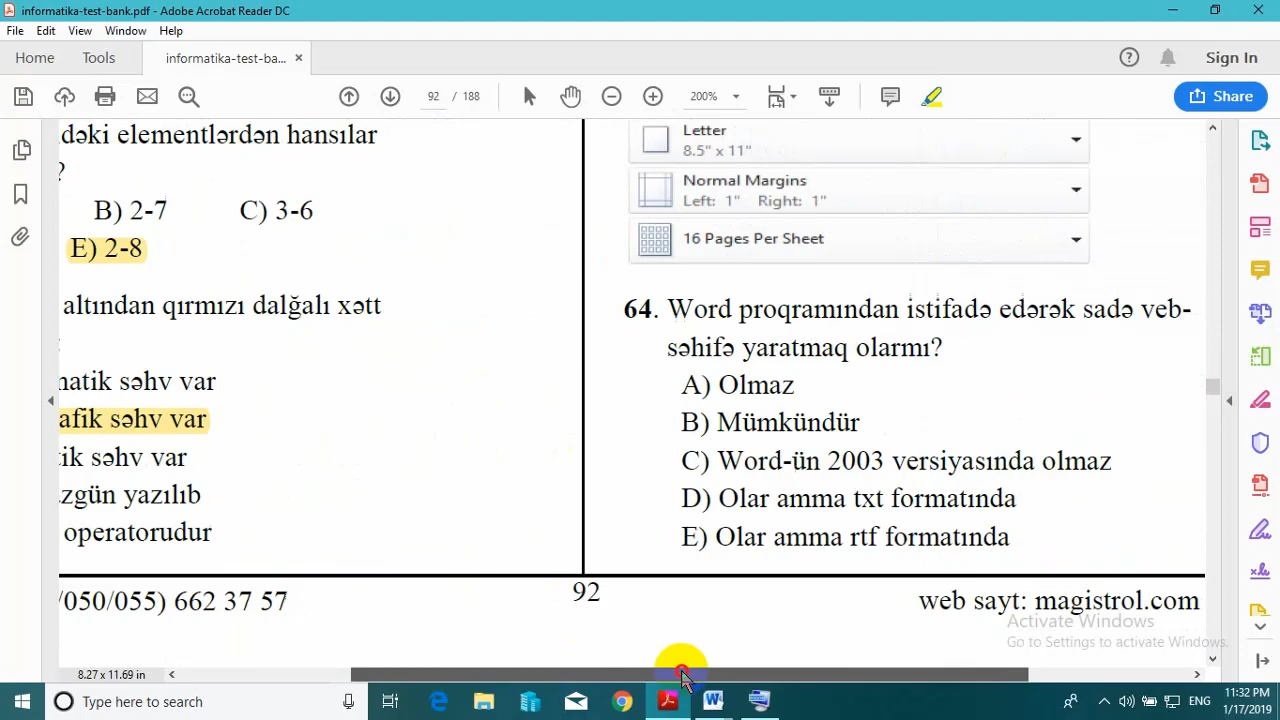 informatika-test-bank.pdf - Adobe Acrobat Reader DC
File Edit View Window Help
Home Tools informatika-test-ba... ×
Sign In
92 / 188
200%
Share
dəki elementlərdən hansılar
?
B) 2-7 C) 3-6
E) 2-8
altından qırmızı dalğalı xətt
:
matik səhv var
afik səhv var
tik səhv var
zgün yazılıb
operatorudur
Letter
8.5" x 11"
Normal Margins
Left: 1" Right: 1"
16 Pages Per Sheet
64. Word proqramından istifadə edərək sadə veb-
səhifə yaratmaq olarmı?
A) Olmaz
B) Mümkündür
C) Word-ün 2003 versiyasında olmaz
D) Olar amma txt formatında
E) Olar amma rtf formatında
/050/055) 662 37 57
92
web sayt: magistrol.com
Activate Windows
Go to Settings to activate Windows.
8.27 x 11.69 in
Type here to search
ENG
11:32 PM
1/17/2019